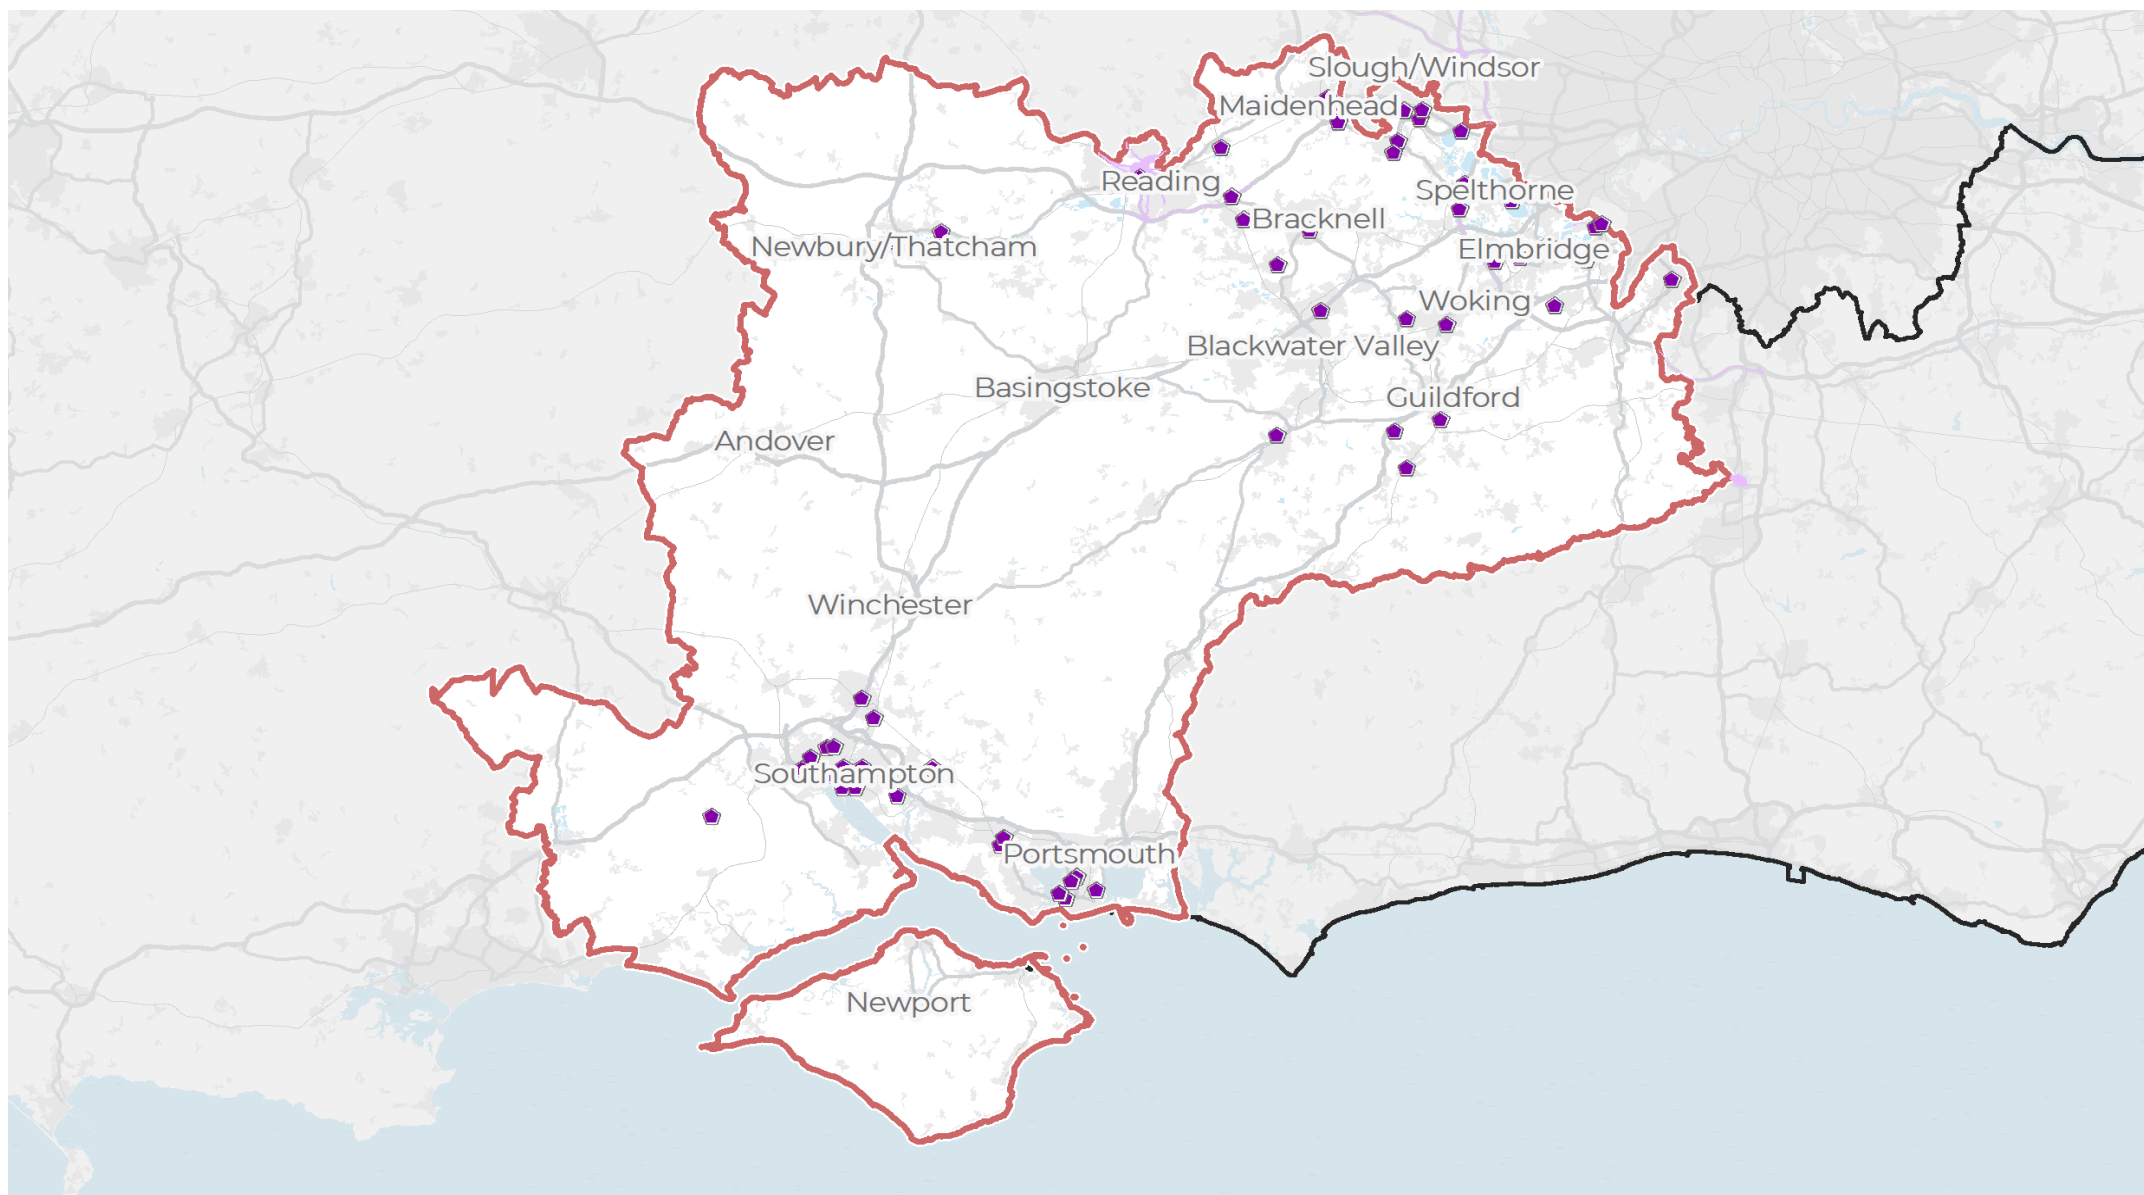 Slough/Windsor
Maidenhead
Reading
Spelthorne
Bracknell
Newbury/Thatcham
Elmbridge
Woking
Blackwater Valley
Basingstoke
Guildford
Andover
Winchester
Southampton
Portsmouth
Newport